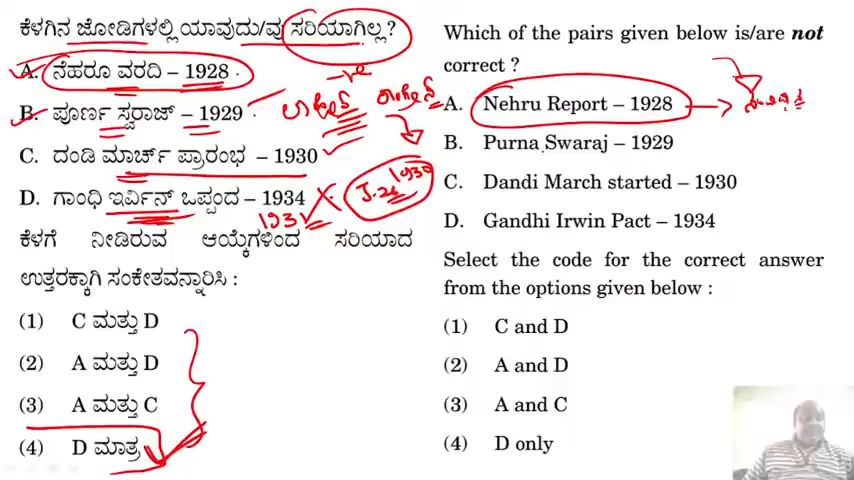 ಕೆಳಗಿನ ಜೋಡಿಗಳಲ್ಲಿ ಯಾವುದು/ವು ಸರಿಯಾಗಿಲ್ಲ?
A. ನೆಹರೂ ವರದಿ – 1928
B. ಪೂರ್ಣ ಸ್ವರಾಜ್ – 1929
C. ದಂಡಿ ಮಾರ್ಚ್ ಪ್ರಾರಂಭ – 1930
D. ಗಾಂಧಿ ಇರ್ವಿನ್ ಒಪ್ಪಂದ – 1934
1931
J-26 1930
-ve
ಕೆಳಗೆ ನೀಡಿರುವ ಆಯ್ಕೆಗಳಿಂದ ಸರಿಯಾದ
ಉತ್ತರಕ್ಕಾಗಿ ಸಂಕೇತವನ್ನಾರಿಸಿ :
(1) C ಮತ್ತು D
(2) A ಮತ್ತು D
(3) A ಮತ್ತು C
(4) D ಮಾತ್ರ
Which of the pairs given below is/are not
correct ?
A. Nehru Report – 1928
B. Purna Swaraj – 1929
C. Dandi March started – 1930
D. Gandhi Irwin Pact – 1934
Select the code for the correct answer
from the options given below :
(1) C and D
(2) A and D
(3) A and C
(4) D only